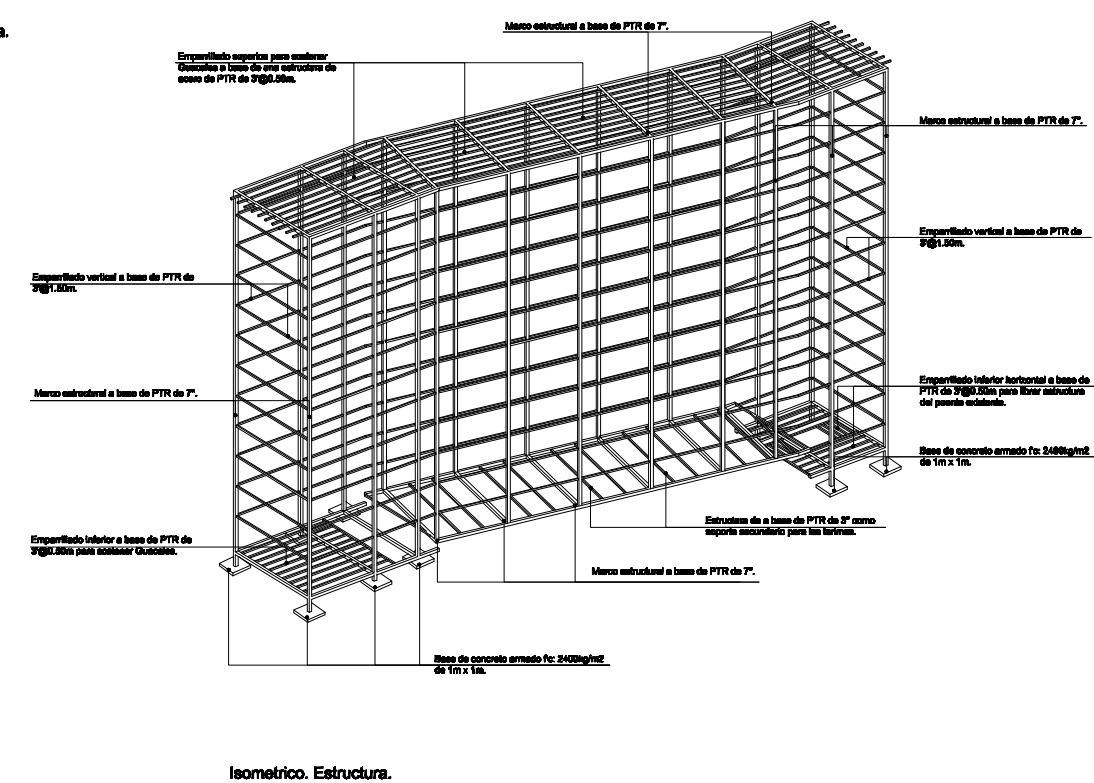 a.
Marco estructural a base de PTR de 7".
Emparrillado superior para sostener
Guacales a base de una estructura de
acero de PTR de 3"@0.50m.
Marco estructural a base de PTR de 7".
Emparrillado vertical a base de PTR de
3"@1.50m.
Emparrillado vertical a base de PTR de
3"@1.50m.
Marco estructural a base de PTR de 7".
Emparrillado inferior horizontal a base de
PTR de 3"@0.50m para librar estructura
del puente existente.
Base de concreto armado f'c: 2400kg/m2
de 1m x 1m.
Estructura de a base de PTR de 3" como
soporte secundario para las tarimas.
Emparrillado inferior a base de PTR de
3"@0.50m para sostener Guacales.
Marco estructural a base de PTR de 7".
Base de concreto armado f'c: 2400kg/m2
de 1m x 1m.
Isometrico. Estructura.